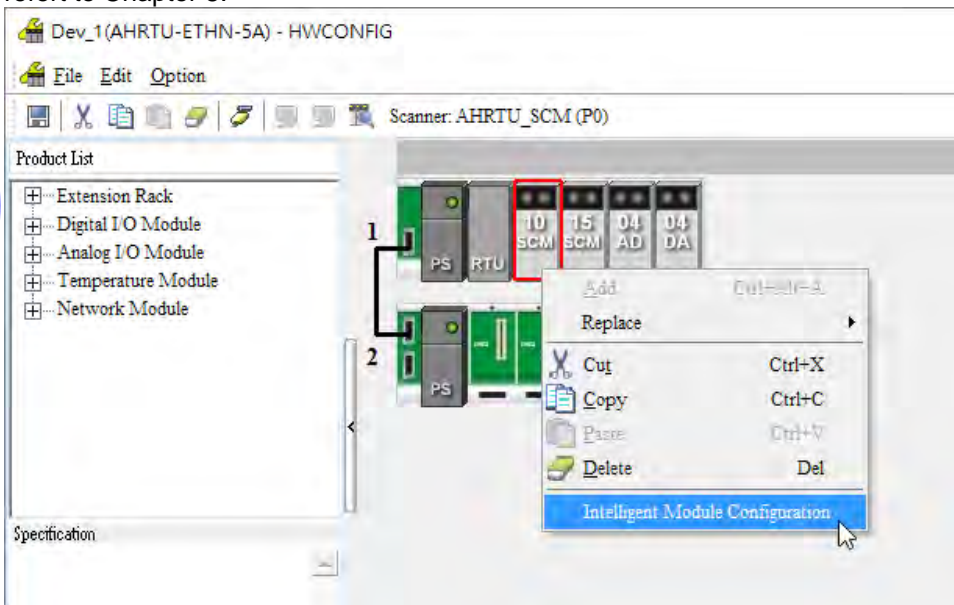 Dev_1(AHRTU-ETHN-5A) - HWCONFIG
File Edit Option
Scanner: AHRTU_SCM (P0)
Product List
Extension Rack
Digital I/O Module
Analog I/O Module
Temperature Module
Network Module
1
PS RTU 10 SCM 15 SCM 04 AD 04 DA
2
PS
Add
Replace
Cut Ctrl+X
Copy Ctrl+C
Paste Ctrl+V
Delete Del
Intelligent Module Configuration
Specification